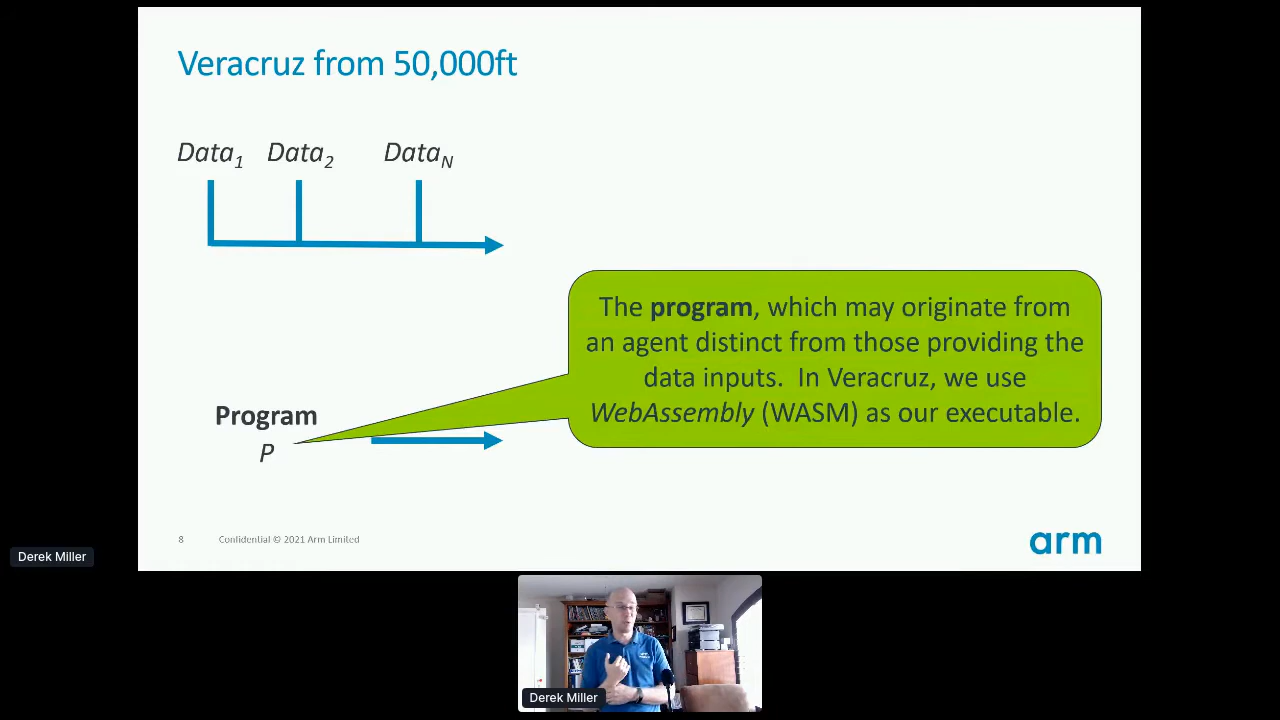 Veracruz from 50,000ft
Data1 Data2 DataN
The program, which may originate from
an agent distinct from those providing the
data inputs. In Veracruz, we use
WebAssembly (WASM) as our executable.
Program
P
8 Confidential © 2021 Arm Limited
arm
Derek Miller
Derek Miller